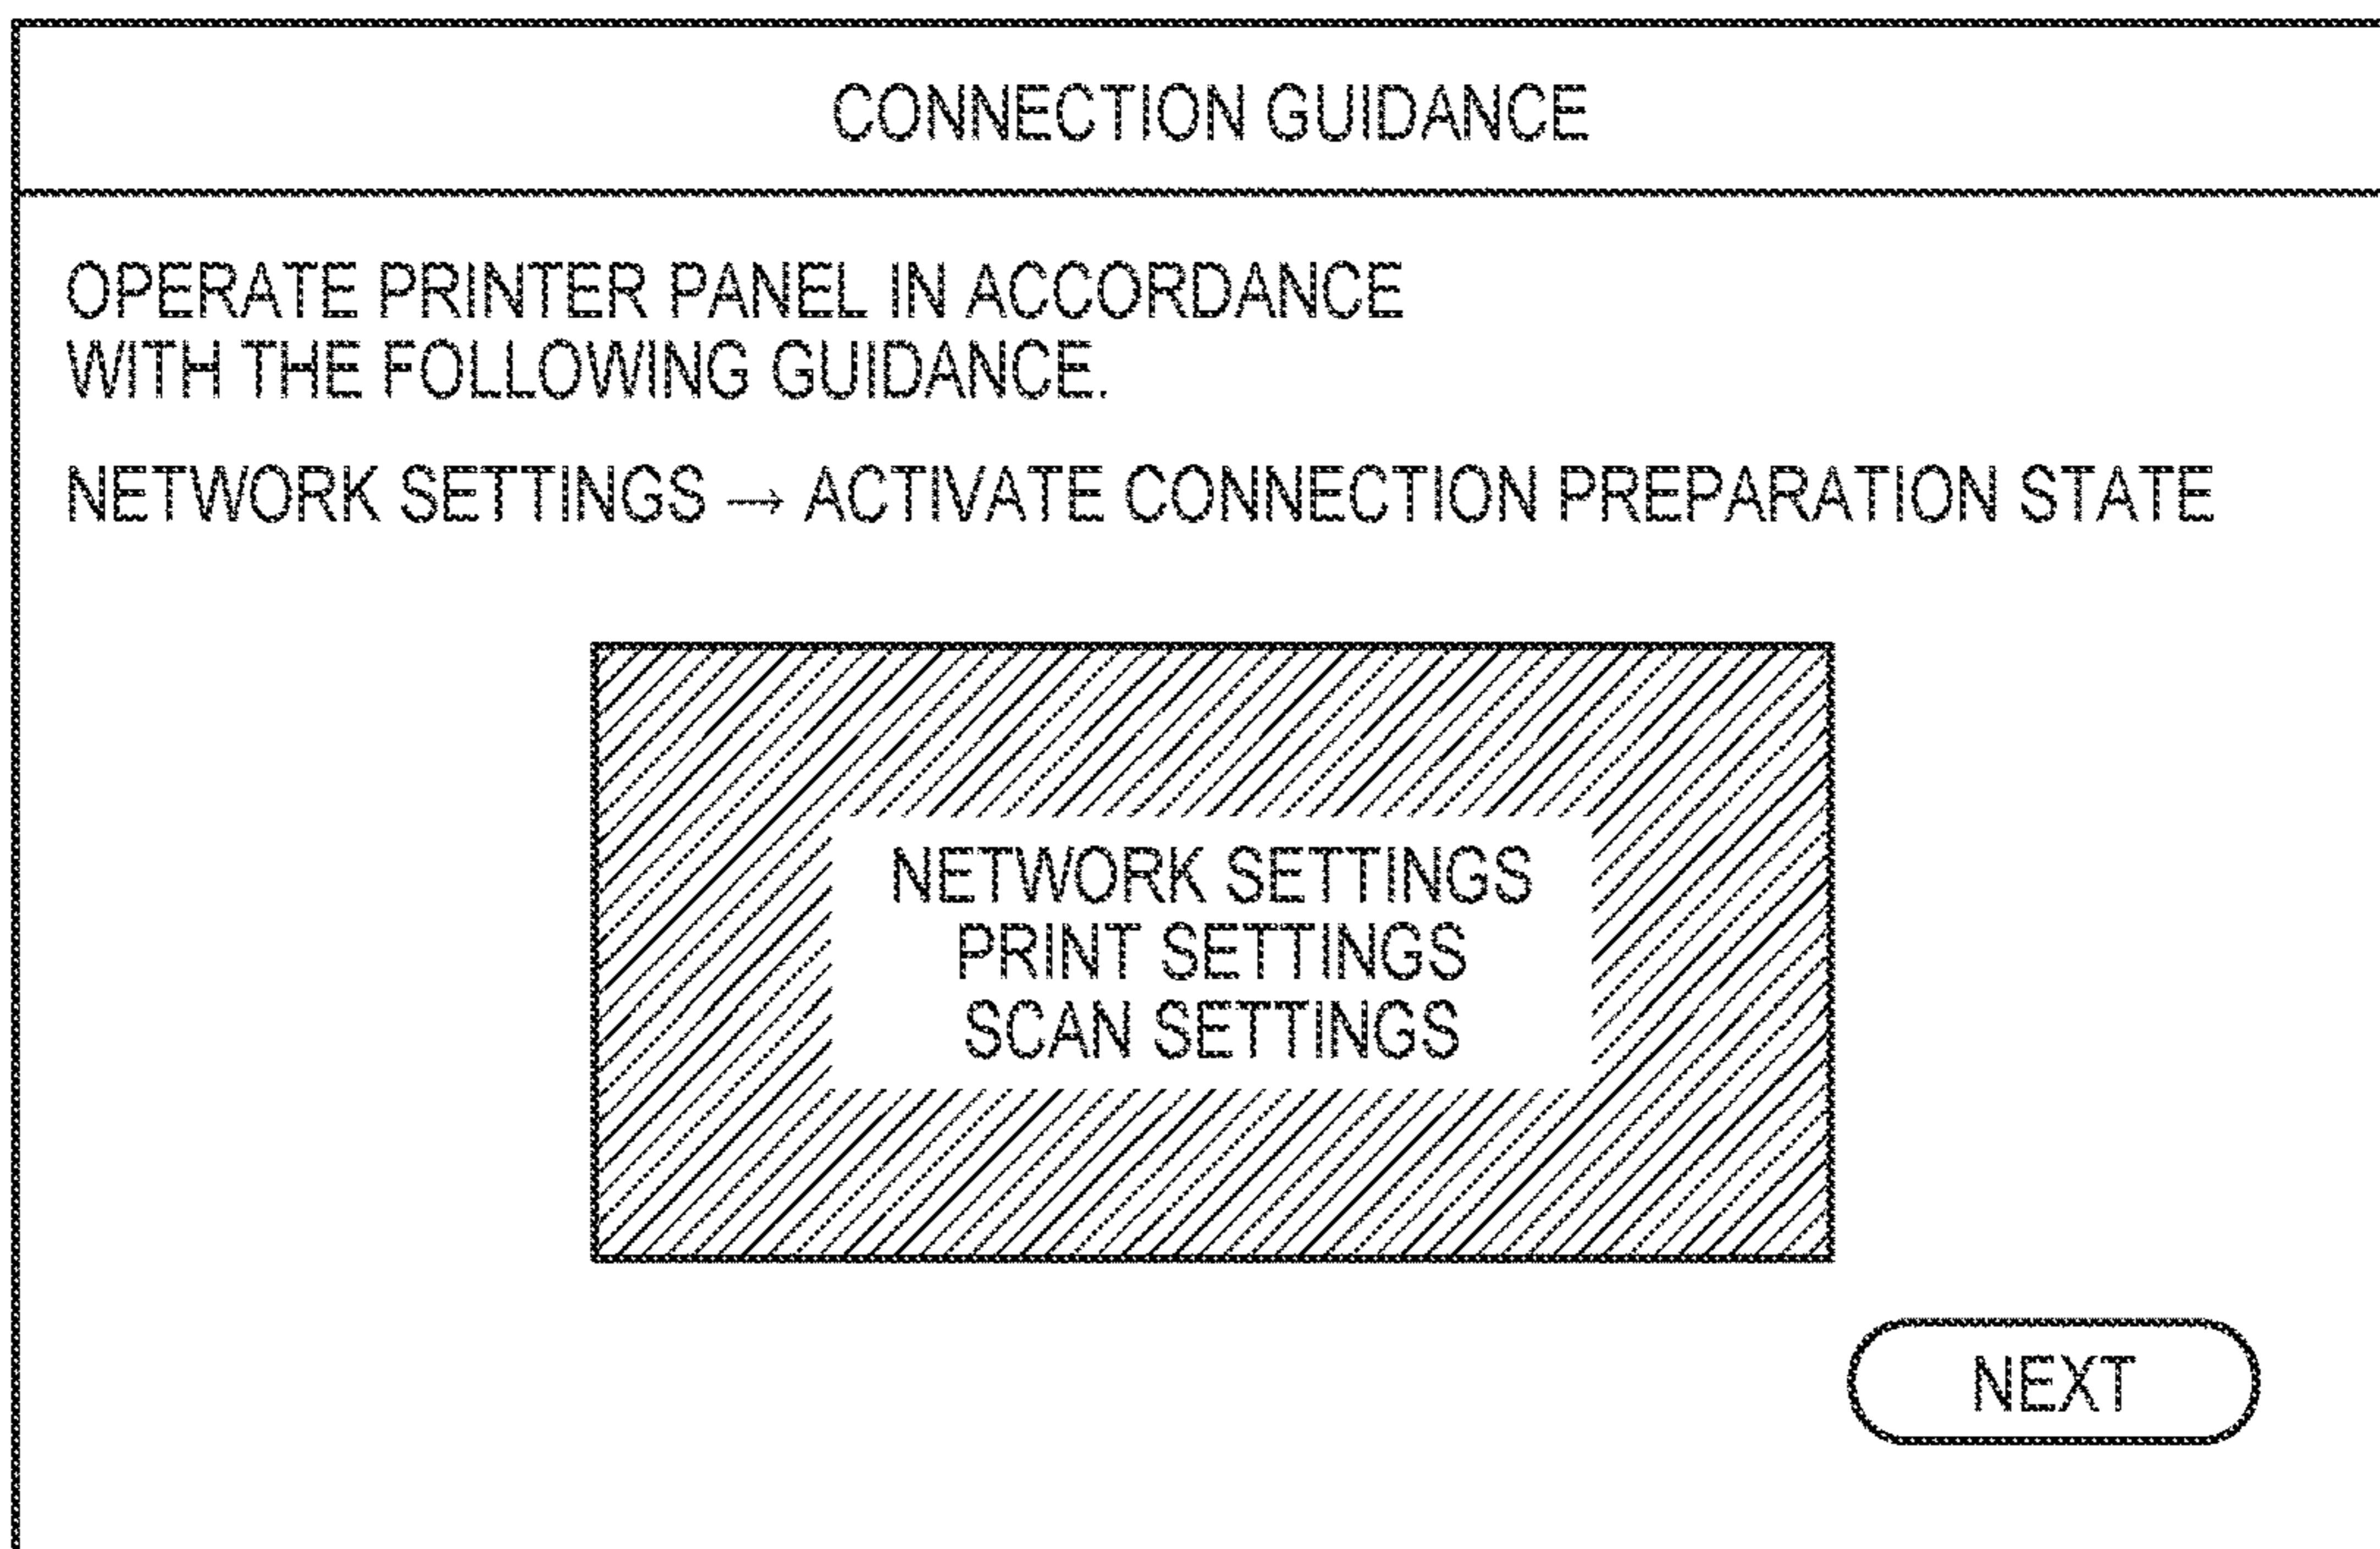 CONNECTION GUIDANCE
OPERATE PRINTER PANEL IN ACCORDANCE
WITH THE FOLLOWING GUIDANCE.
NETWORK SETTINGS → ACTIVATE CONNECTION PREPARATION STATE
NETWORK SETTINGS
PRINT SETTINGS
SCAN SETTINGS
NEXT